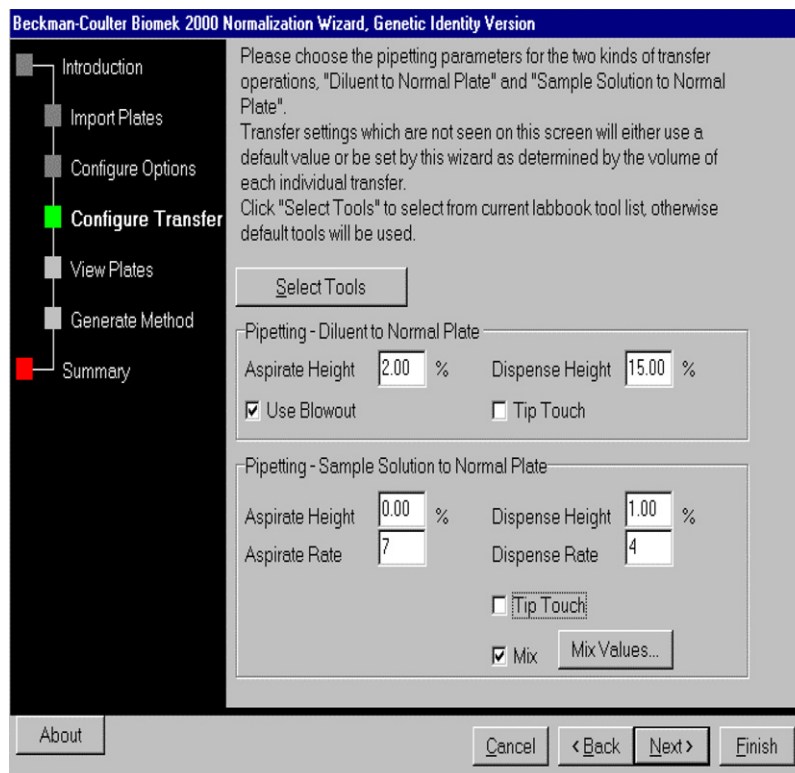 Beckman-Coulter Biomek 2000 Normalization Wizard, Genetic Identity Version
Introduction
Import Plates
Configure Options
Configure Transfer
View Plates
Generate Method
Summary
Please choose the pipetting parameters for the two kinds of transfer
operations, "Diluent to Normal Plate" and "Sample Solution to Normal
Plate".
Transfer settings which are not seen on this screen will either use a
default value or be set by this wizard as determined by the volume of
each individual transfer.
Click "Select Tools" to select from current labbook tool list, otherwise
default tools will be used.
Select Tools
Pipetting - Diluent to Normal Plate
Aspirate Height 2.00 % Dispense Height 15.00 %
Use Blowout Tip Touch
Pipetting - Sample Solution to Normal Plate
Aspirate Height 0.00 % Dispense Height 1.00 %
Aspirate Rate 7 Dispense Rate 4
Tip Touch
Mix Mix Values...
About Cancel < Back Next > Finish